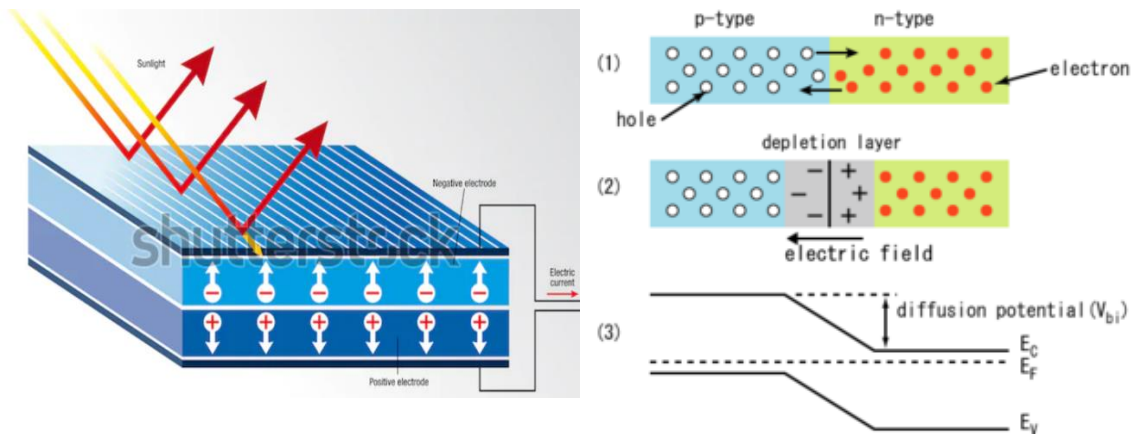 Sunlight
Negative electrode
shutterstock
Electric
current
Positive electrode
p-type
n-type
(1)
electron
hole
depletion layer
(2)
− + − + − +
electric field
(3)
diffusion potential(V_bi)
E_C
E_F
E_V